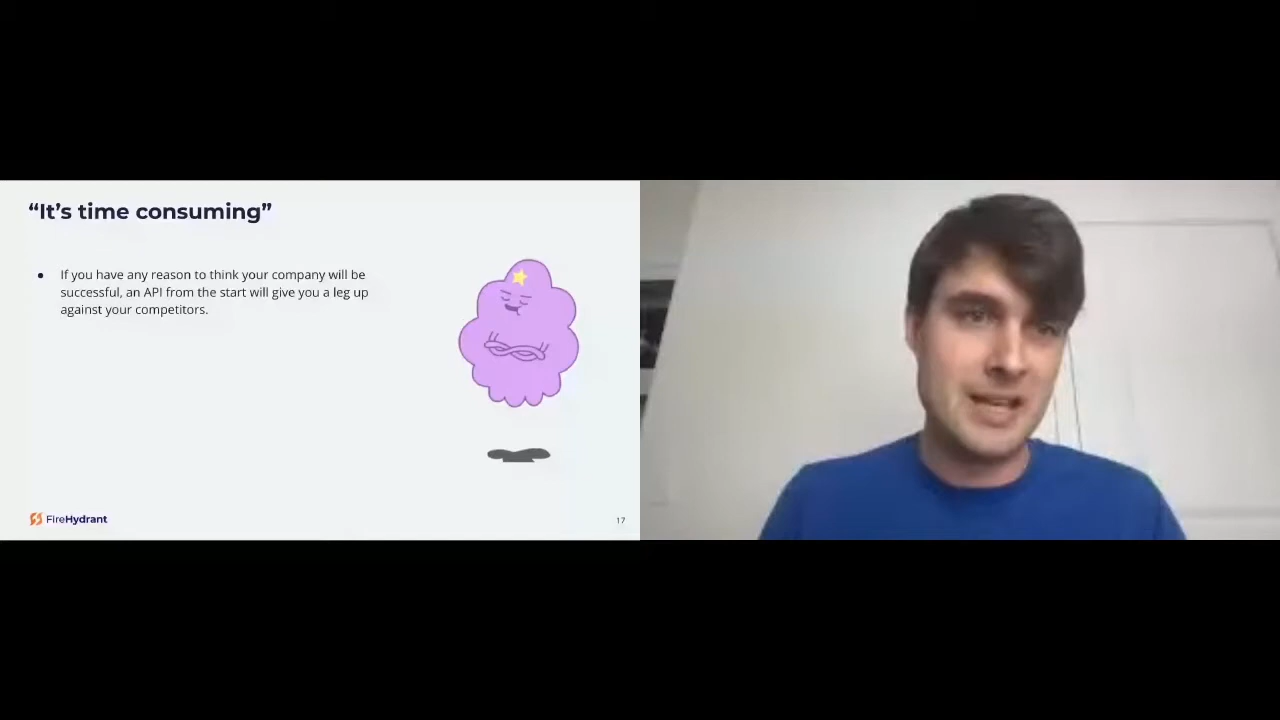 “It’s time consuming”
● If you have any reason to think your company will be
successful, an API from the start will give you a leg up
against your competitors.
FireHydrant
17